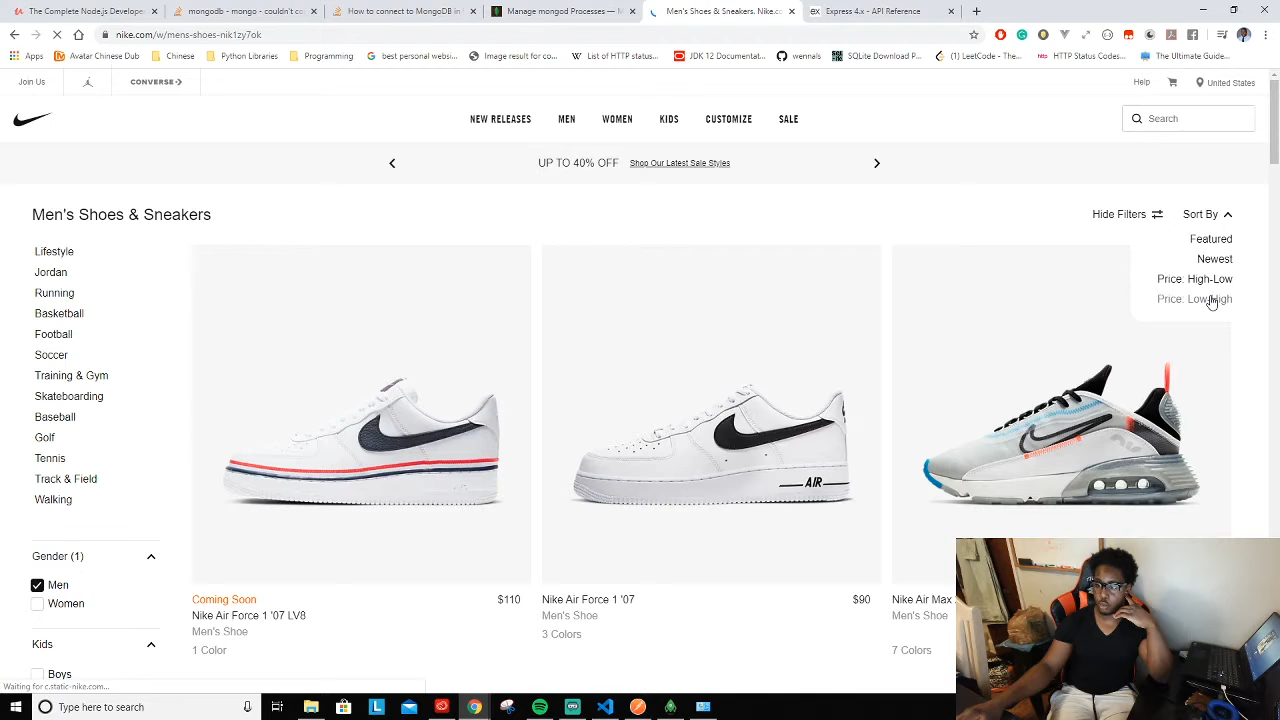 The Complete Node.js Develope
mongodb - mongo - couldn't co
How to connect to MongoDB in
Manage mongod Processes — M
Men's Shoes & Sneakers. Nike.co
Express 4.x - API Reference
nike.com/w/mens-shoes-nik1zy7ok
Apps
Zawan
Children
Python Libraries
Programming
best personal websi...
Image result for co...
List of HTTP status...
JDK 12 Documentat...
wennals
SQLite Download P...
(1) LeetCode - The...
HTTP Status Codes...
The Ultimate Guide...
Join Us
CONVERSE
Help
United States
NEW RELEASES MEN WOMEN KIDS CUSTOMIZE SALE
Search
UP TO 40% OFF Shop Our Latest Sale Styles
Men's Shoes & Sneakers
Hide Filters
Sort By
Featured
Newest
Price: High-Low
Price: Low-High
Lifestyle
Jordan
Running
Basketball
Football
Soccer
Training & Gym
Skateboarding
Baseball
Golf
Tennis
Track & Field
Walking
Gender (1)
Men
Women
Kids
Boys
AIR
Coming Soon
$110
Nike Air Force 1 '07 LV8
Men's Shoe
1 Color
Nike Air Force 1 '07
$90
Men's Shoe
3 Colors
Nike Air Max
Men's Shoe
7 Colors
Waiting for c.static-nike.com...
Type here to search